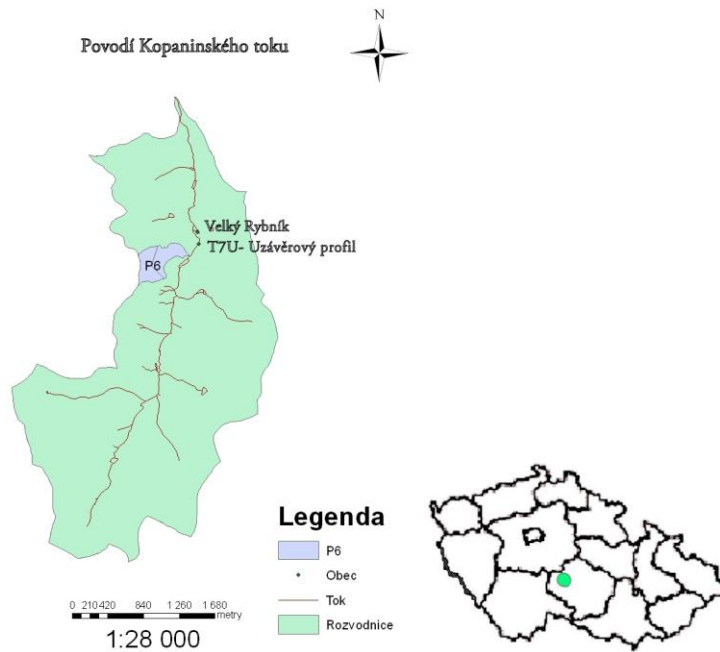 N
Povodí Kopaninského toku
Velký Rybník
T7U- Uzávěrový profil
P6
Legenda
P6
Obec
Tok
Rozvodnice
0 210 420 840 1 260 1 680
metry
1:28 000